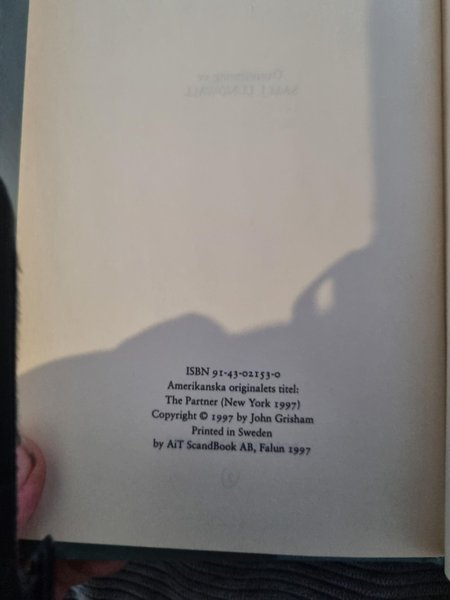 ISBN 91-43-02153-0
Amerikanska originalets titel:
The Partner (New York 1997)
Copyright © 1997 by John Grisham
Printed in Sweden
by AiT ScandBook AB, Falun 1997